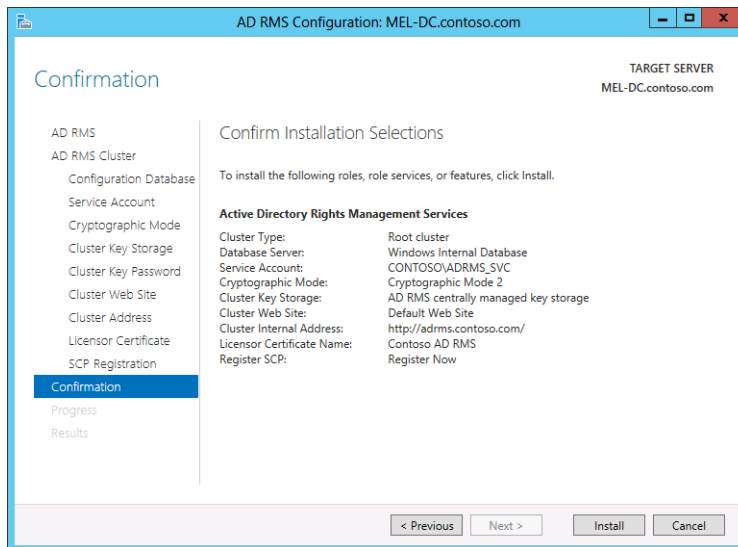 AD RMS Configuration: MEL-DC.contoso.com
Confirmation
TARGET SERVER
MEL-DC.contoso.com
AD RMS
AD RMS Cluster
Configuration Database
Service Account
Cryptographic Mode
Cluster Key Storage
Cluster Key Password
Cluster Web Site
Cluster Address
Licensor Certificate
SCP Registration
Confirmation
Progress
Results
Confirm Installation Selections
To install the following roles, role services, or features, click Install.
Active Directory Rights Management Services
Cluster Type: Root cluster
Database Server: Windows Internal Database
Service Account: CONTOSO\ADRMS_SVC
Cryptographic Mode: Cryptographic Mode 2
Cluster Key Storage: AD RMS centrally managed key storage
Cluster Web Site: Default Web Site
Cluster Internal Address: http://adrms.contoso.com/
Licensor Certificate Name: Contoso AD RMS
Register SCP: Register Now
< Previous Next > Install Cancel